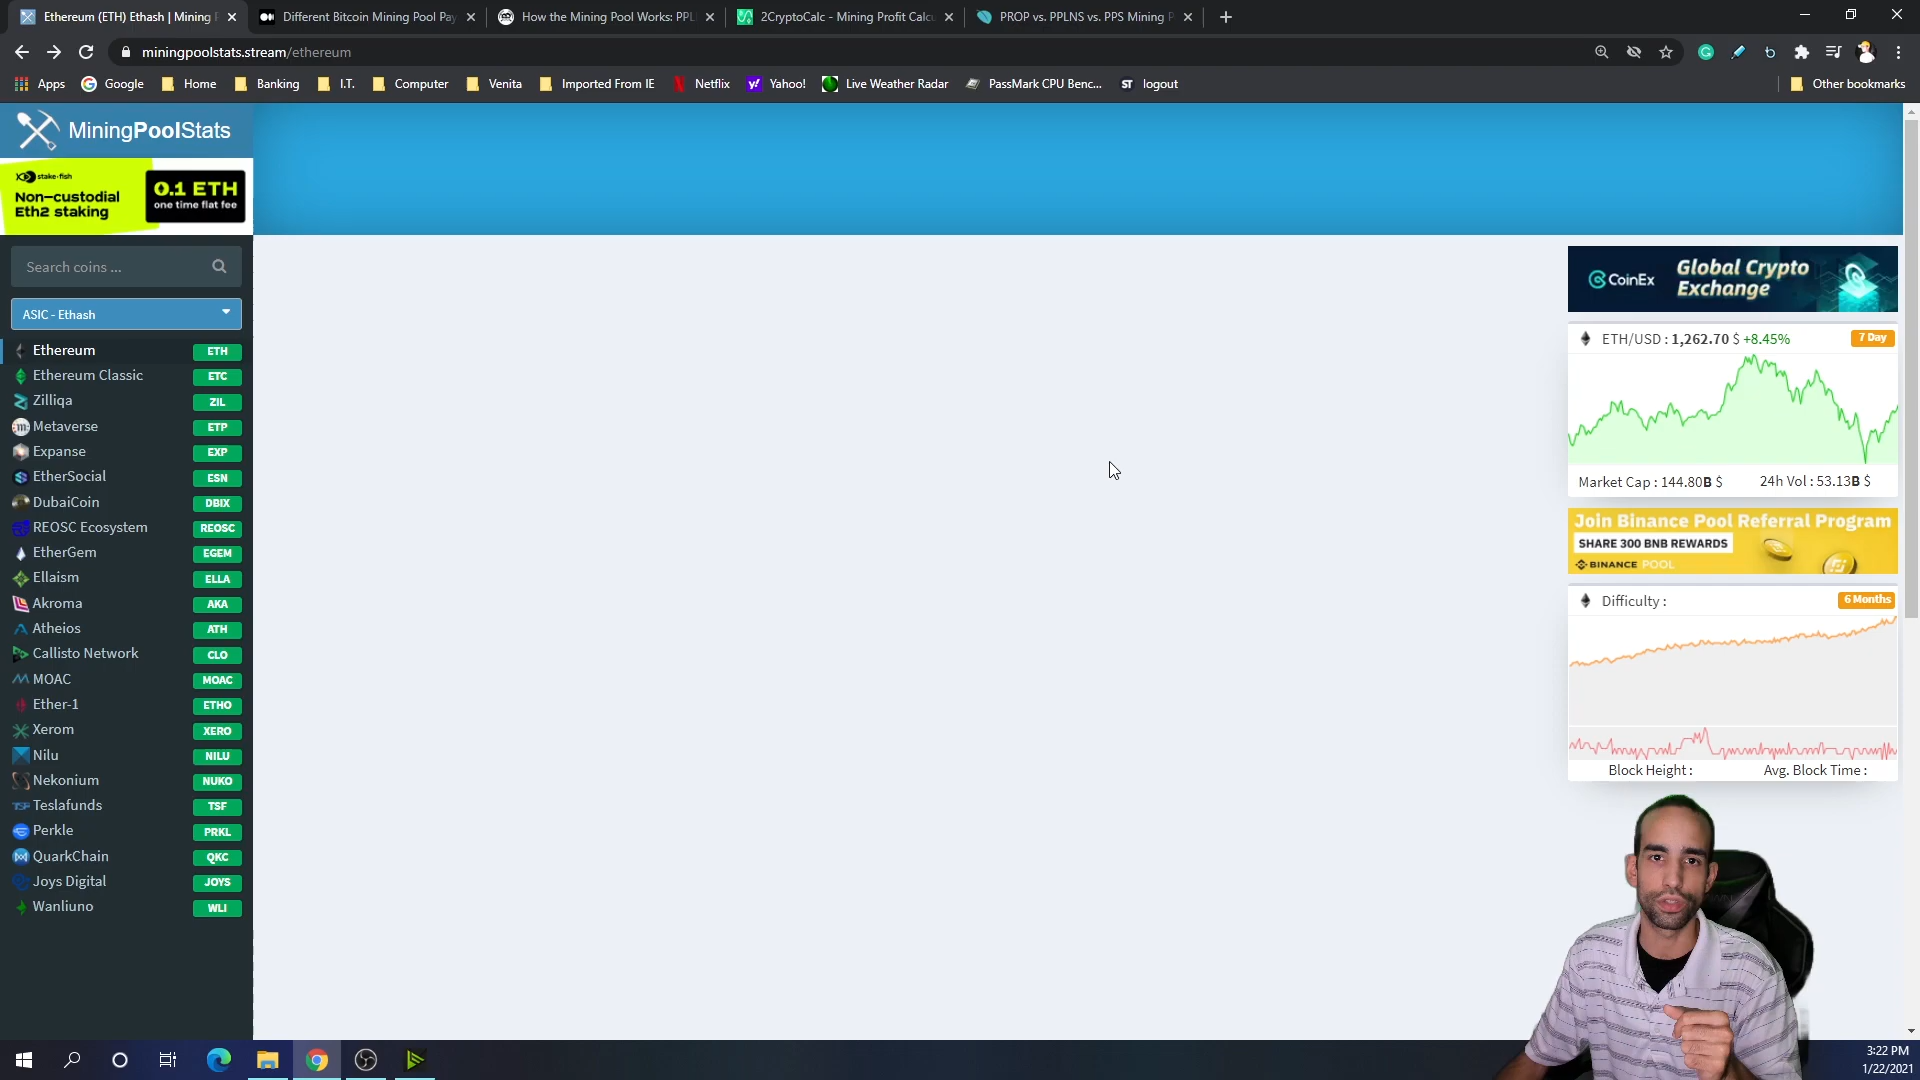 Ethereum (ETH) Ethash | Mining P
Different Bitcoin Mining Pool Pay
How the Mining Pool Works: PPL
2CryptoCalc - Mining Profit Calcu
PROP vs. PPLNS vs. PPS Mining P
miningpoolstats.stream/ethereum
Apps
Google
Home
Banking
I.T.
Computer
Venita
Imported From IE
Netflix
Yahoo!
Live Weather Radar
PassMark CPU Benc...
ST logout
Other bookmarks
MiningPoolStats
stake·fish
Non-custodial
Eth2 staking
0.1 ETH
one time flat fee
Search coins ...
ASIC - Ethash
Ethereum ETH
Ethereum Classic ETC
Zilliqa ZIL
Metaverse ETP
Expanse EXP
EtherSocial ESN
DubaiCoin DBIX
REOSC Ecosystem REOSC
EtherGem EGEM
Ellaism ELLA
Akroma AKA
Atheios ATH
Callisto Network CLO
MOAC MOAC
Ether-1 ETHO
Xerom XERO
Nilu NILU
Nekonium NUKO
TSF Teslafunds TSF
Perkle PRKL
QuarkChain QKC
Joys Digital JOYS
Wanliuno WLI
CoinEx
Global Crypto
Exchange
ETH/USD : 1,262.70 $ +8.45%
7 Day
Market Cap : 144.80B $
24h Vol : 53.13B $
Join Binance Pool Referral Program
SHARE 300 BNB REWARDS
BINANCE POOL
Difficulty :
6 Months
Block Height :
Avg. Block Time :
3:22 PM
1/22/2021